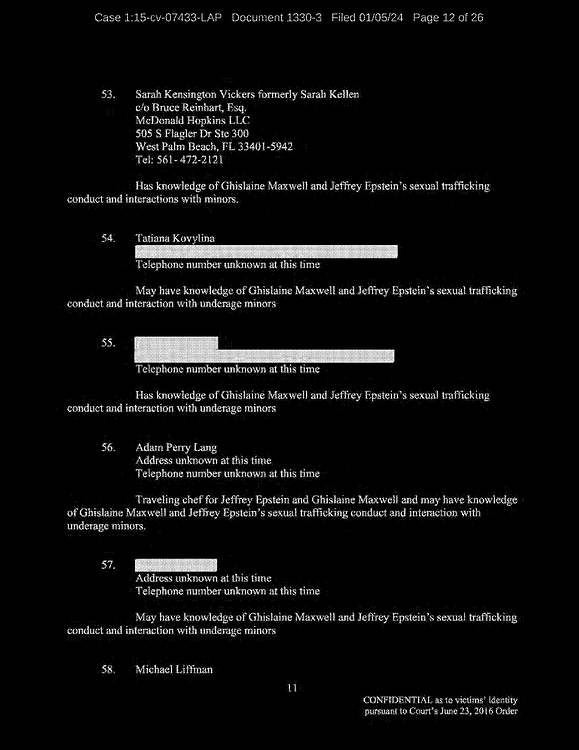 Case 1:15-cv-07433-LAP Document 1330-3 Filed 01/05/24 Page 12 of 26
53. Sarah Kensington Vickers formerly Sarah Kellen
c/o Bruce Reinhart, Esq.
McDonald Hopkins LLC
505 S Flagler Dr Ste 300
West Palm Beach, FL 33401-5942
Tel: 561- 472-2121
Has knowledge of Ghislaine Maxwell and Jeffrey Epstein's sexual trafficking
conduct and interactions with minors.
54. Tatiana Kovylina
Telephone number unknown at this time
May have knowledge of Ghislaine Maxwell and Jeffrey Epstein's sexual trafficking
conduct and interaction with underage minors
55.
Telephone number unknown at this time
Has knowledge of Ghislaine Maxwell and Jeffrey Epstein's sexual trafficking
conduct and interaction with underage minors
56. Adam Perry Lang
Address unknown at this time
Telephone number unknown at this time
Traveling chef for Jeffrey Epstein and Ghislaine Maxwell and may have knowledge
of Ghislaine Maxwell and Jeffrey Epstein's sexual trafficking conduct and interaction with
underage minors.
57.
Address unknown at this time
Telephone number unknown at this time
May have knowledge of Ghislaine Maxwell and Jeffrey Epstein's sexual trafficking
conduct and interaction with underage minors
58. Michael Liffman
11
CONFIDENTIAL as to victims' identity
pursuant to Court's June 23, 2016 Order